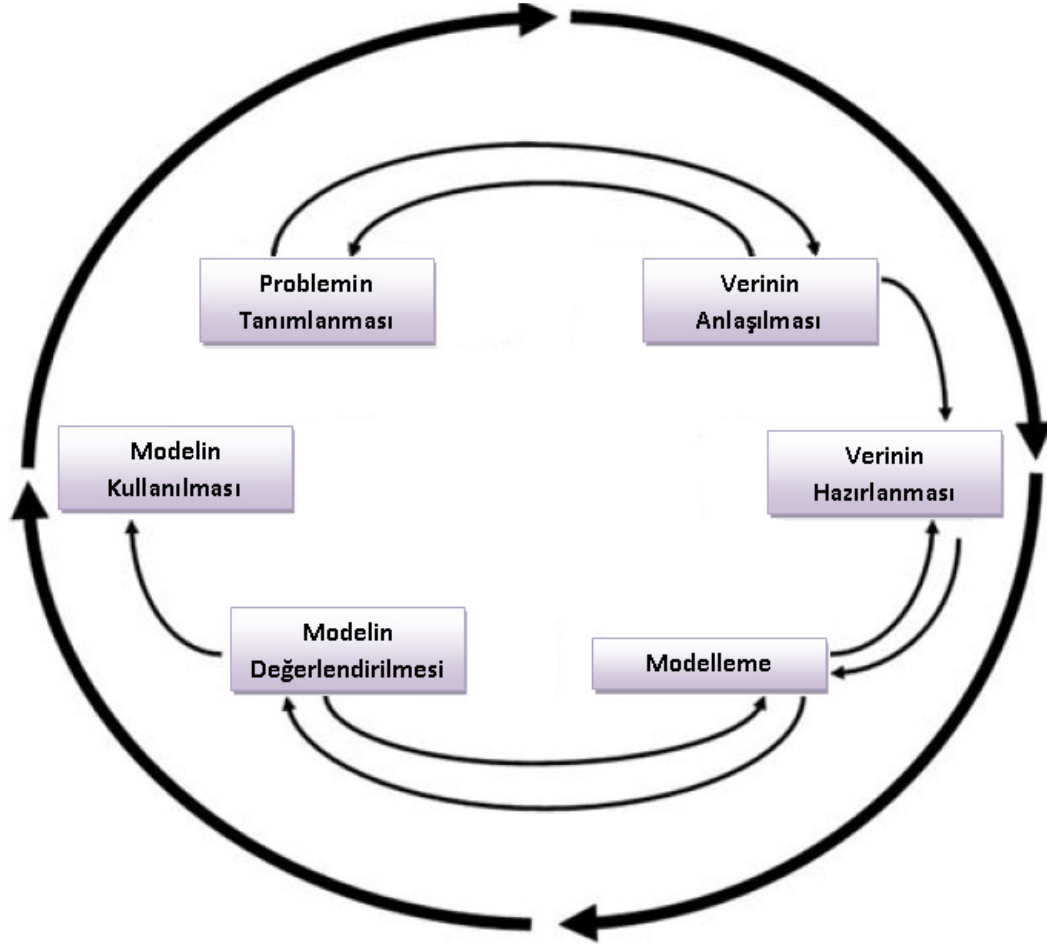 Problemin
Tanımlanması
Verinin
Anlaşılması
Modelin
Kullanılması
Verinin
Hazırlanması
Modelin
Değerlendirilmesi
Modelleme